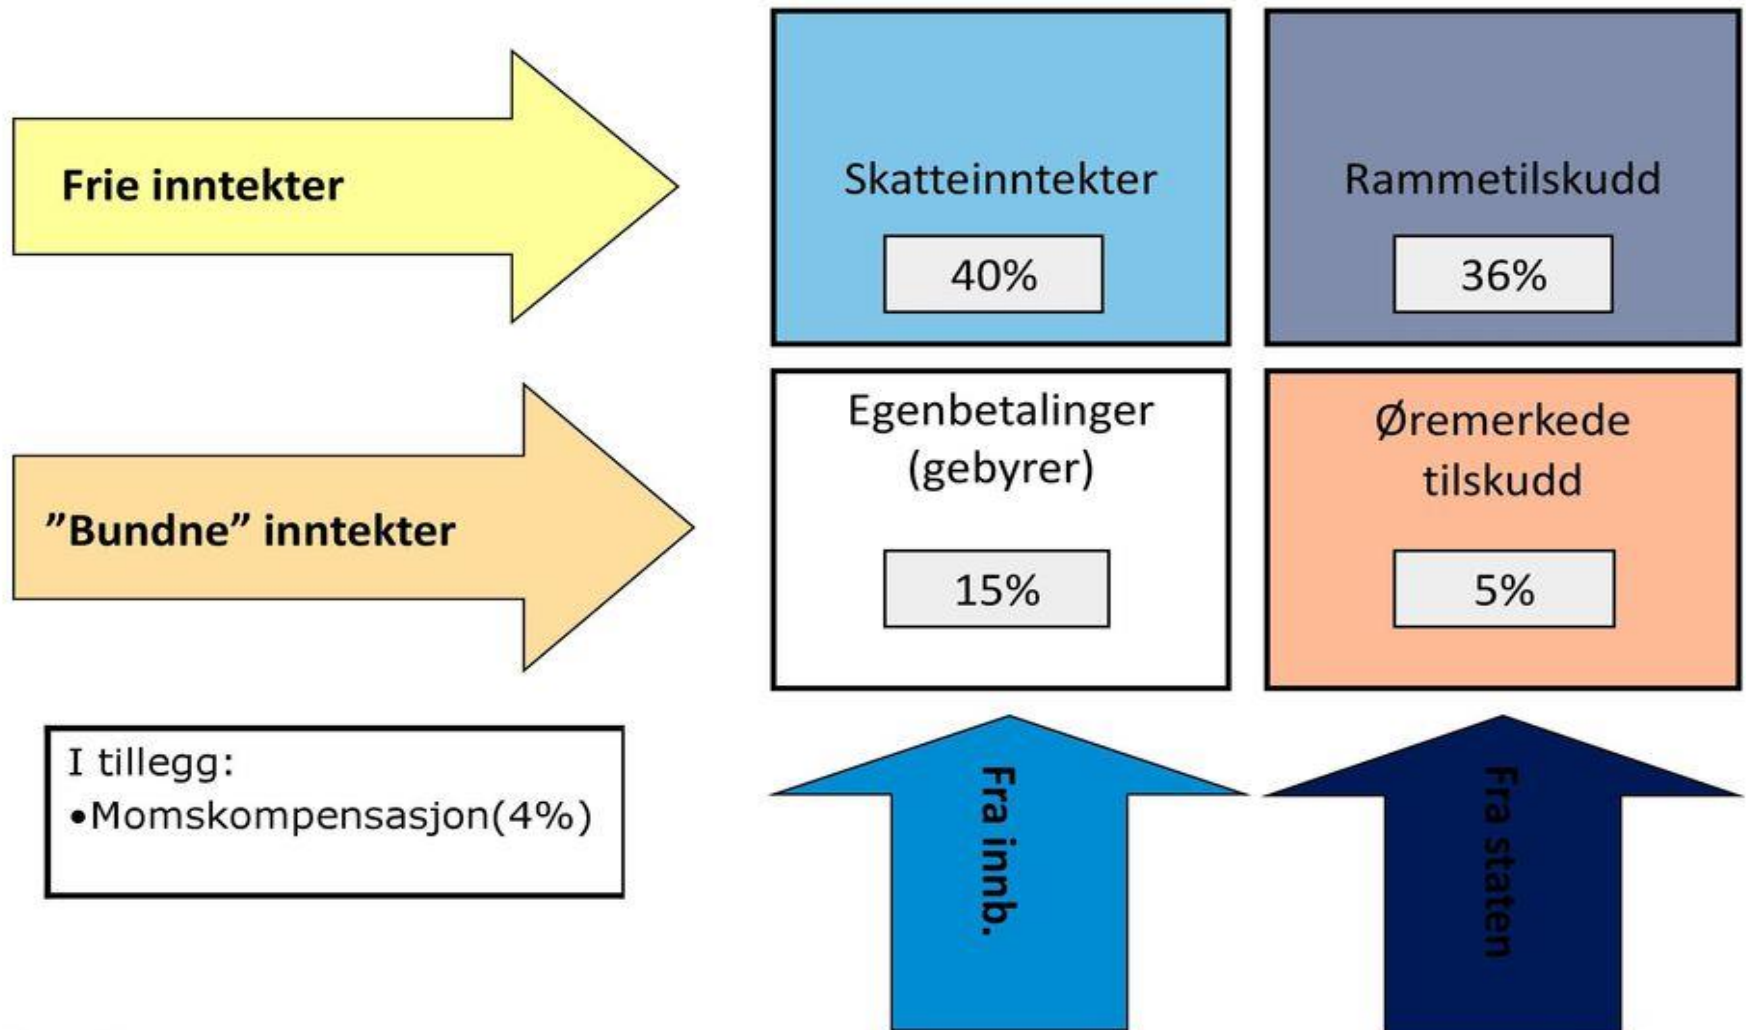 Frie inntekter
Skatteinntekter
40%
Rammetilskudd
36%
”Bundne” inntekter
Egenbetalinger
(gebyrer)
15%
Øremerkede
tilskudd
5%
I tillegg:
•Momskompensasjon(4%)
Fra innb.
Fra staten